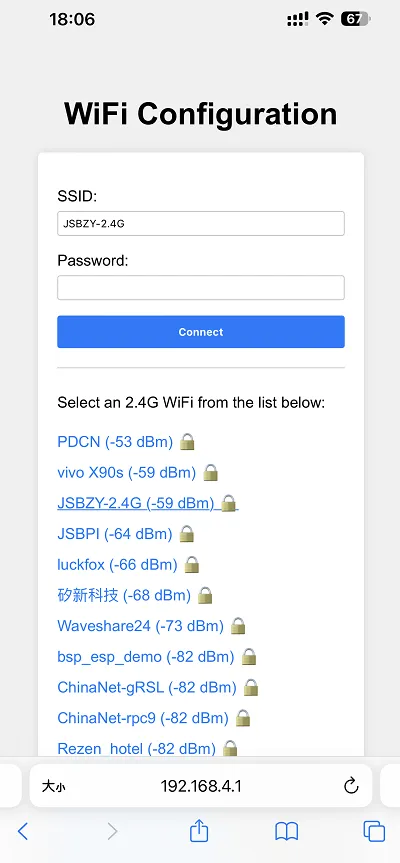 18:06
67
WiFi Configuration
SSID:
JSBZY-2.4G
Password:
Connect
Select an 2.4G WiFi from the list below:
PDCN (-53 dBm)
vivo X90s (-59 dBm)
JSBZY-2.4G (-59 dBm)
JSBPI (-64 dBm)
luckfox (-66 dBm)
矽新科技 (-68 dBm)
Waveshare24 (-73 dBm)
bsp_esp_demo (-82 dBm)
ChinaNet-gRSL (-82 dBm)
ChinaNet-rpc9 (-82 dBm)
Rezen_hotel (-82 dBm)
大小 192.168.4.1